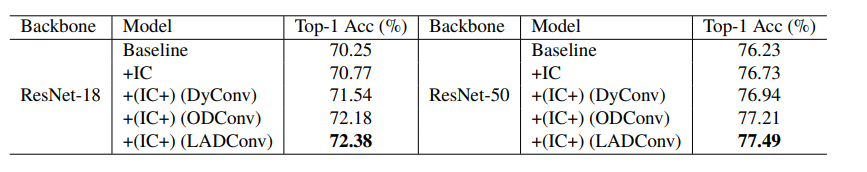 Backbone Model Top-1 Acc (%) Backbone Model Top-1 Acc (%)
Baseline 70.25 Baseline 76.23
+IC 70.77 +IC 76.73
ResNet-18 +(IC+) (DyConv) 71.54 ResNet-50 +(IC+) (DyConv) 76.94
+(IC+) (ODConv) 72.18 +(IC+) (ODConv) 77.21
+(IC+) (LADConv) 72.38 +(IC+) (LADConv) 77.49